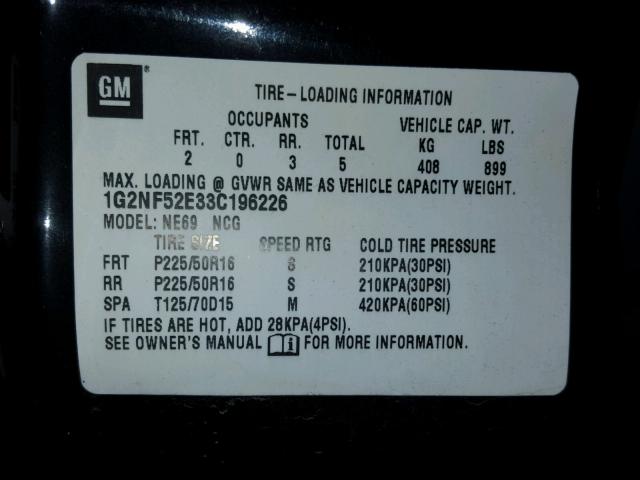 GM ®
TIRE-LOADING INFORMATION
OCCUPANTS VEHICLE CAP. WT.
FRT. CTR. RR. TOTAL KG LBS
2 0 3 5 408 899
MAX. LOADING @ GVWR SAME AS VEHICLE CAPACITY WEIGHT.
1G2NF52E33C196226
MODEL: NE69 NCG
TIRE SIZE SPEED RTG COLD TIRE PRESSURE
FRT P225/50R16 S 210KPA(30PSI)
RR P225/50R16 S 210KPA(30PSI)
SPA T125/70D15 M 420KPA(60PSI)
IF TIRES ARE HOT, ADD 28KPA(4PSI).
SEE OWNER'S MANUAL FOR MORE INFORMATION.